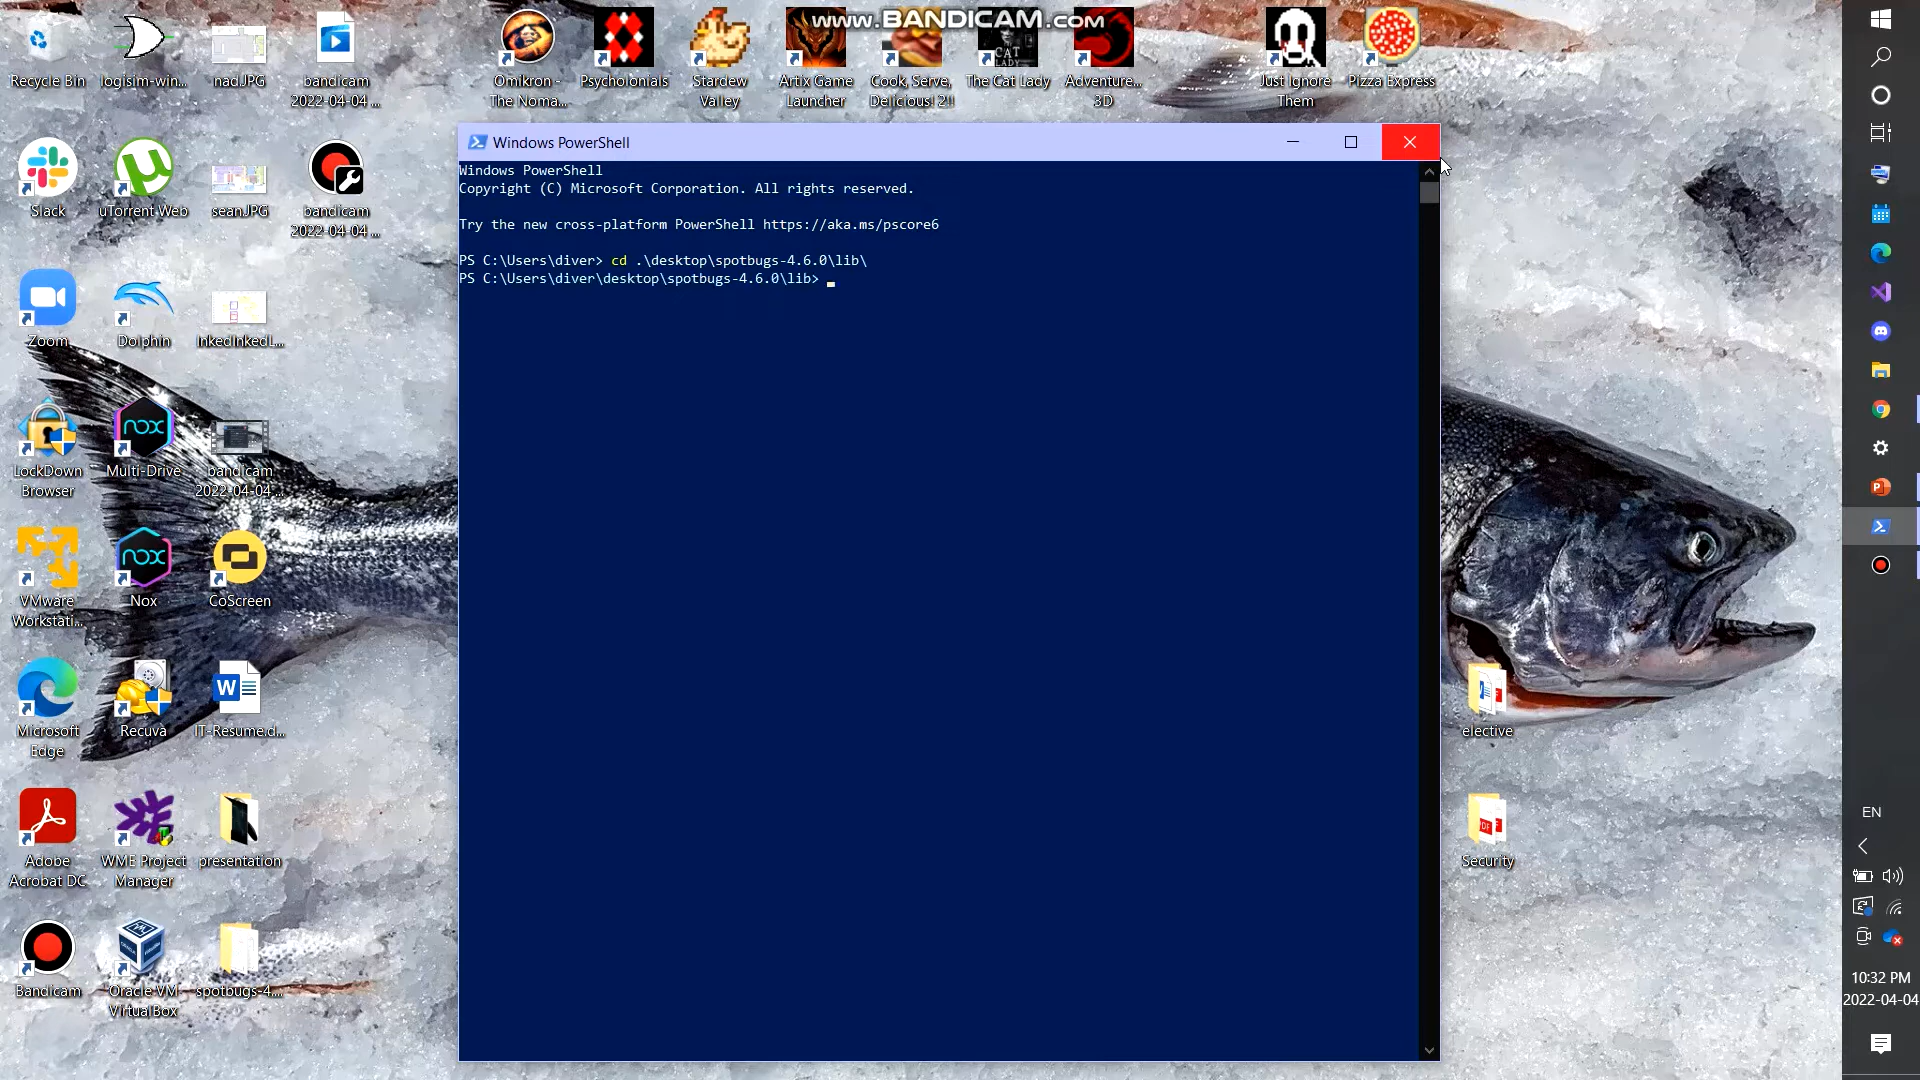 www.BANDICAM.com
Recycle Bin
logisim-win...
nad.JPG
bandicam
2022-04-04 ...
Omikron -
The Noma...
Psycholonials
Stardew
Valley
Artix Game
Launcher
Cook, Serve,
Delicious! 2!!
CAT
LADY
The Cat Lady
Adventure...
3D
Just Ignore
Them
Pizza Express
Slack
uTorrent Web
sean.JPG
bandicam
2022-04-04 ...
Zoom
Dolphin
InkedInkedL...
LockDown
Browser
nox
Multi-Drive
bandicam
2022-04-04 ...
VMware
Workstati...
nox
Nox
CoScreen
Microsoft
Edge
Recuva
W
IT-Resume.d...
Adobe
Acrobat DC
WME Project
Manager
presentation
Bandicam
Oracle VM
VirtualBox
spotbugs-4....
Windows PowerShell
Windows PowerShell
Copyright (C) Microsoft Corporation. All rights reserved.
Try the new cross-platform PowerShell https://aka.ms/pscore6
PS C:\Users\diver> cd .\desktop\spotbugs-4.6.0\lib\
PS C:\Users\diver\desktop\spotbugs-4.6.0\lib>
elective
PDF
Security
EN
10:32 PM
2022-04-04